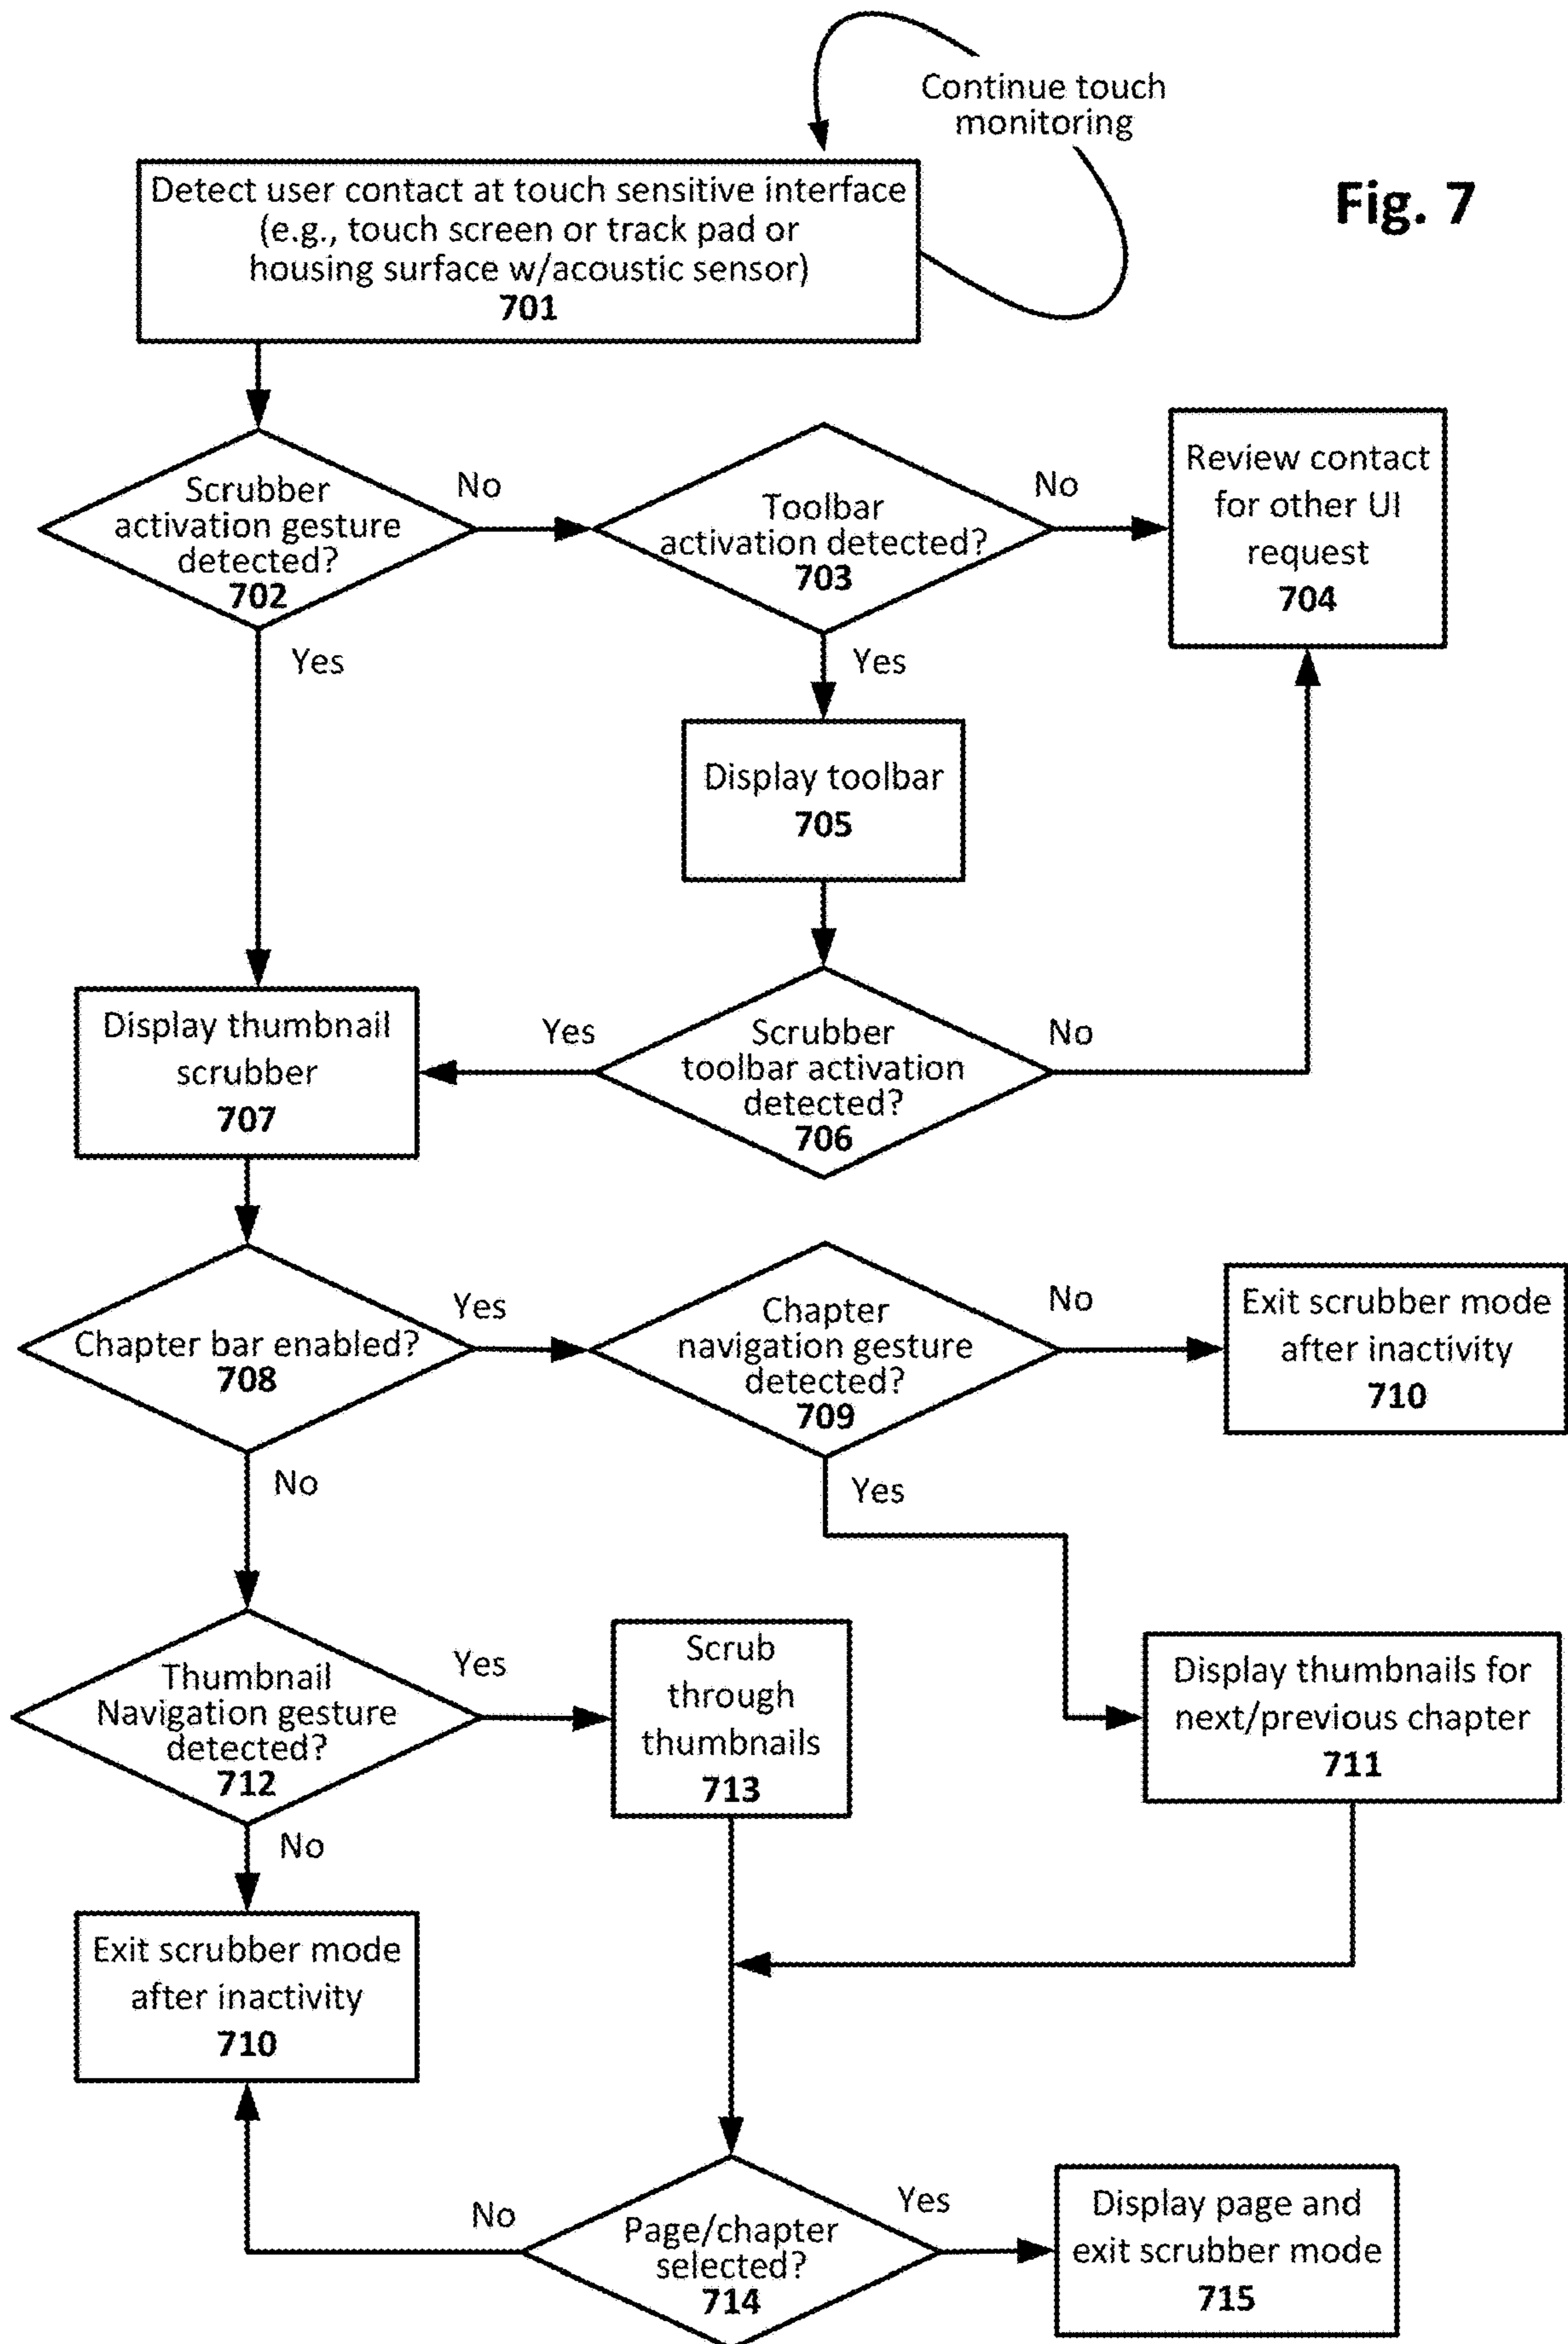 Continue touch
monitoring
Fig. 7
Detect user contact at touch sensitive interface
(e.g., touch screen or track pad or
housing surface w/acoustic sensor)
701
Scrubber
activation gesture
detected?
702
No
Yes
Toolbar
activation detected?
703
No
Yes
Review contact
for other UI
request
704
Display toolbar
705
Scrubber
toolbar activation
detected?
706
Yes
No
Display thumbnail
scrubber
707
Chapter bar enabled?
708
Yes
No
Chapter
navigation gesture
detected?
709
No
Yes
Exit scrubber mode
after inactivity
710
Display thumbnails for
next/previous chapter
711
Thumbnail
Navigation gesture
detected?
712
Yes
No
Scrub
through
thumbnails
713
Exit scrubber mode
after inactivity
710
Page/chapter
selected?
714
No
Yes
Display page and
exit scrubber mode
715